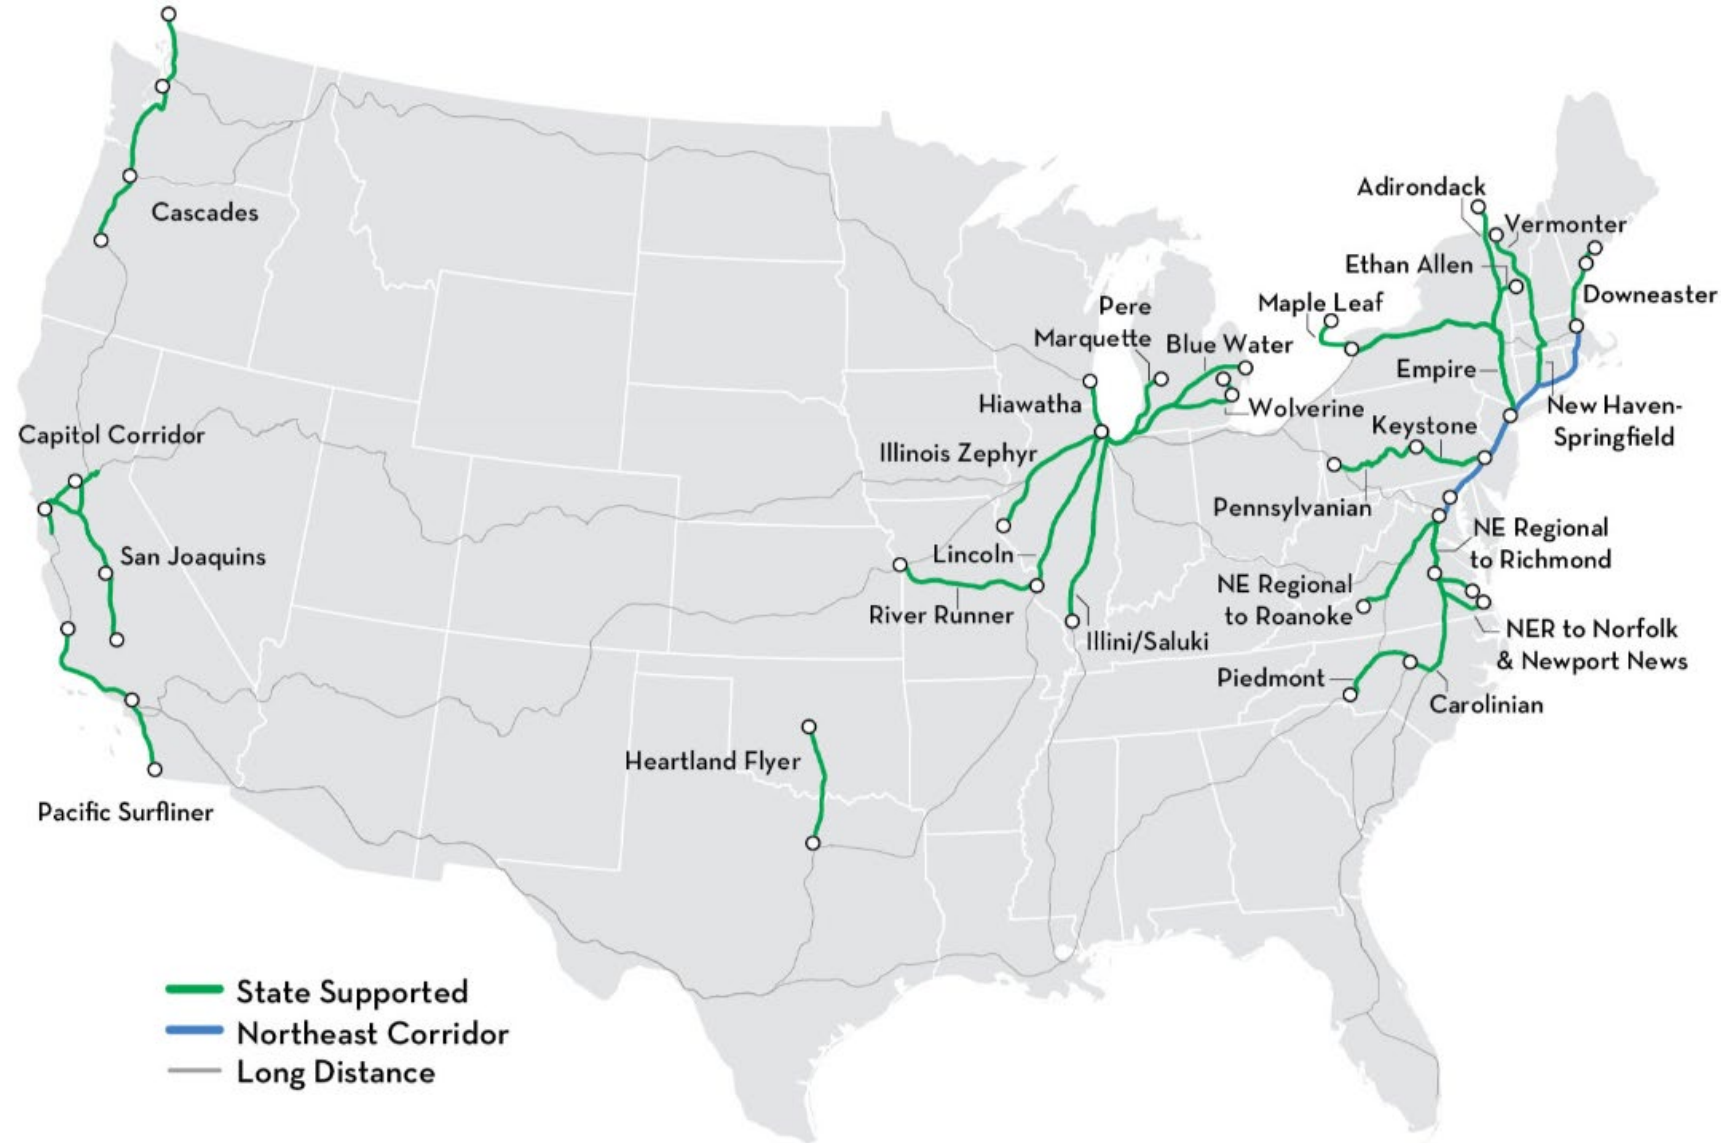 Adirondack
Vermonter
Ethan Allen
Maple Leaf
Downeaster
Cascades
Pere
Marquette
Blue Water
Empire
Hiawatha
Wolverine
New Haven-
Springfield
Keystone
Capitol Corridor
Illinois Zephyr
Pennsylvanian
NE Regional
to Richmond
San Joaquins
Lincoln
NE Regional
to Roanoke
River Runner
Illini/Saluki
NER to Norfolk
& Newport News
Piedmont
Carolinian
Heartland Flyer
Pacific Surfliner
State Supported
Northeast Corridor
Long Distance